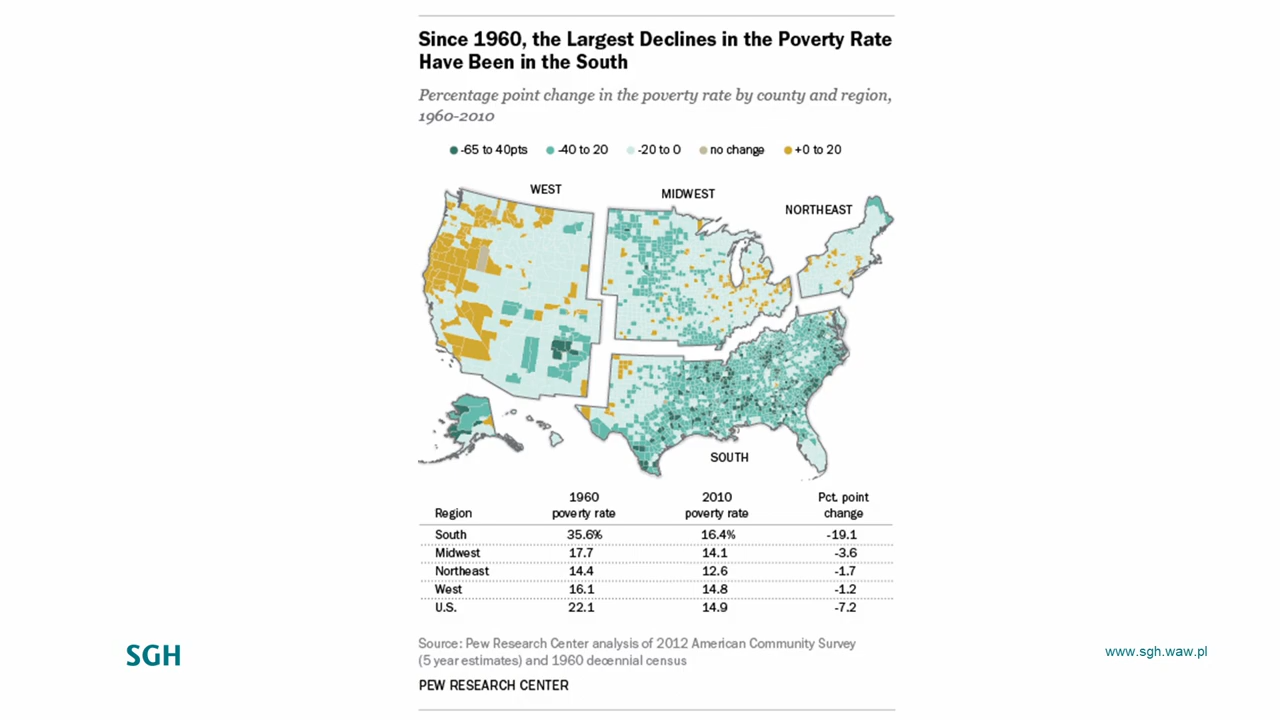 Since 1960, the Largest Declines in the Poverty Rate
Have Been in the South
Percentage point change in the poverty rate by county and region,
1960-2010
-65 to 40pts -40 to 20 -20 to 0 no change +0 to 20
WEST
MIDWEST
NORTHEAST
SOUTH
1960 2010 Pct. point
Region poverty rate poverty rate change
South 35.6% 16.4% -19.1
Midwest 17.7 14.1 -3.6
Northeast 14.4 12.6 -1.7
West 16.1 14.8 -1.2
U.S. 22.1 14.9 -7.2
Source: Pew Research Center analysis of 2012 American Community Survey
(5 year estimates) and 1960 decennial census
PEW RESEARCH CENTER
SGH
www.sgh.waw.pl